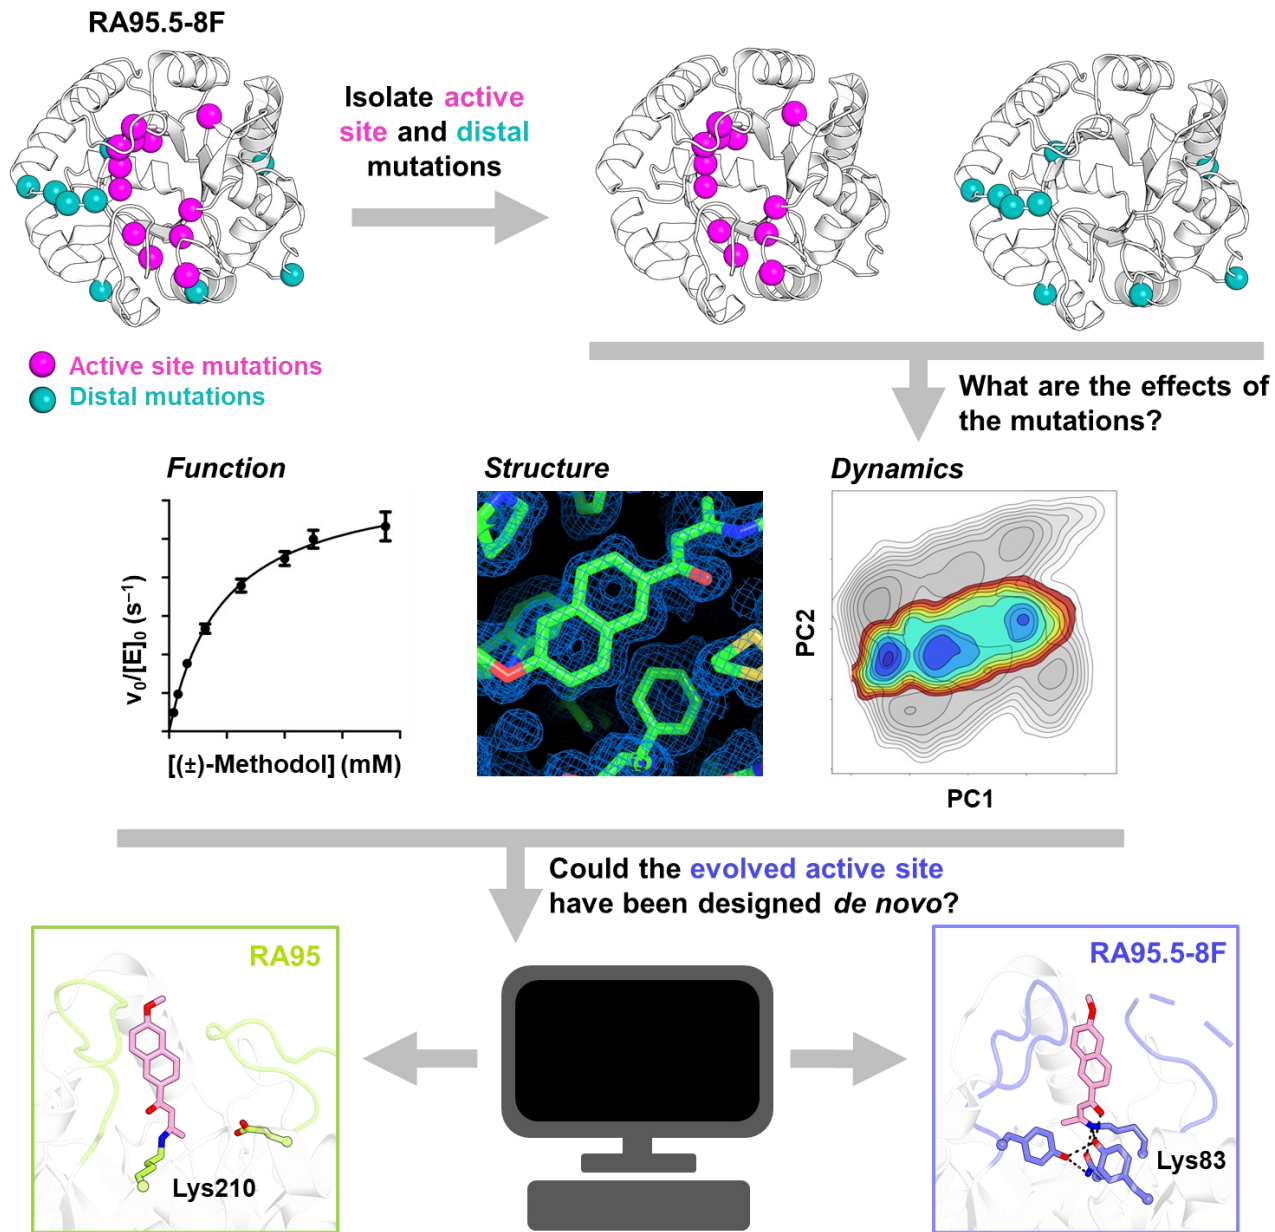 RA95.5-8F
Isolate active
site and distal
mutations
Active site mutations
Distal mutations
What are the effects of
the mutations?
Function
Structure
Dynamics
v₀/[E]₀ (s⁻¹)
[(±)-Methodol] (mM)
PC2
PC1
Could the evolved active site
have been designed de novo?
RA95
Lys210
RA95.5-8F
Lys83